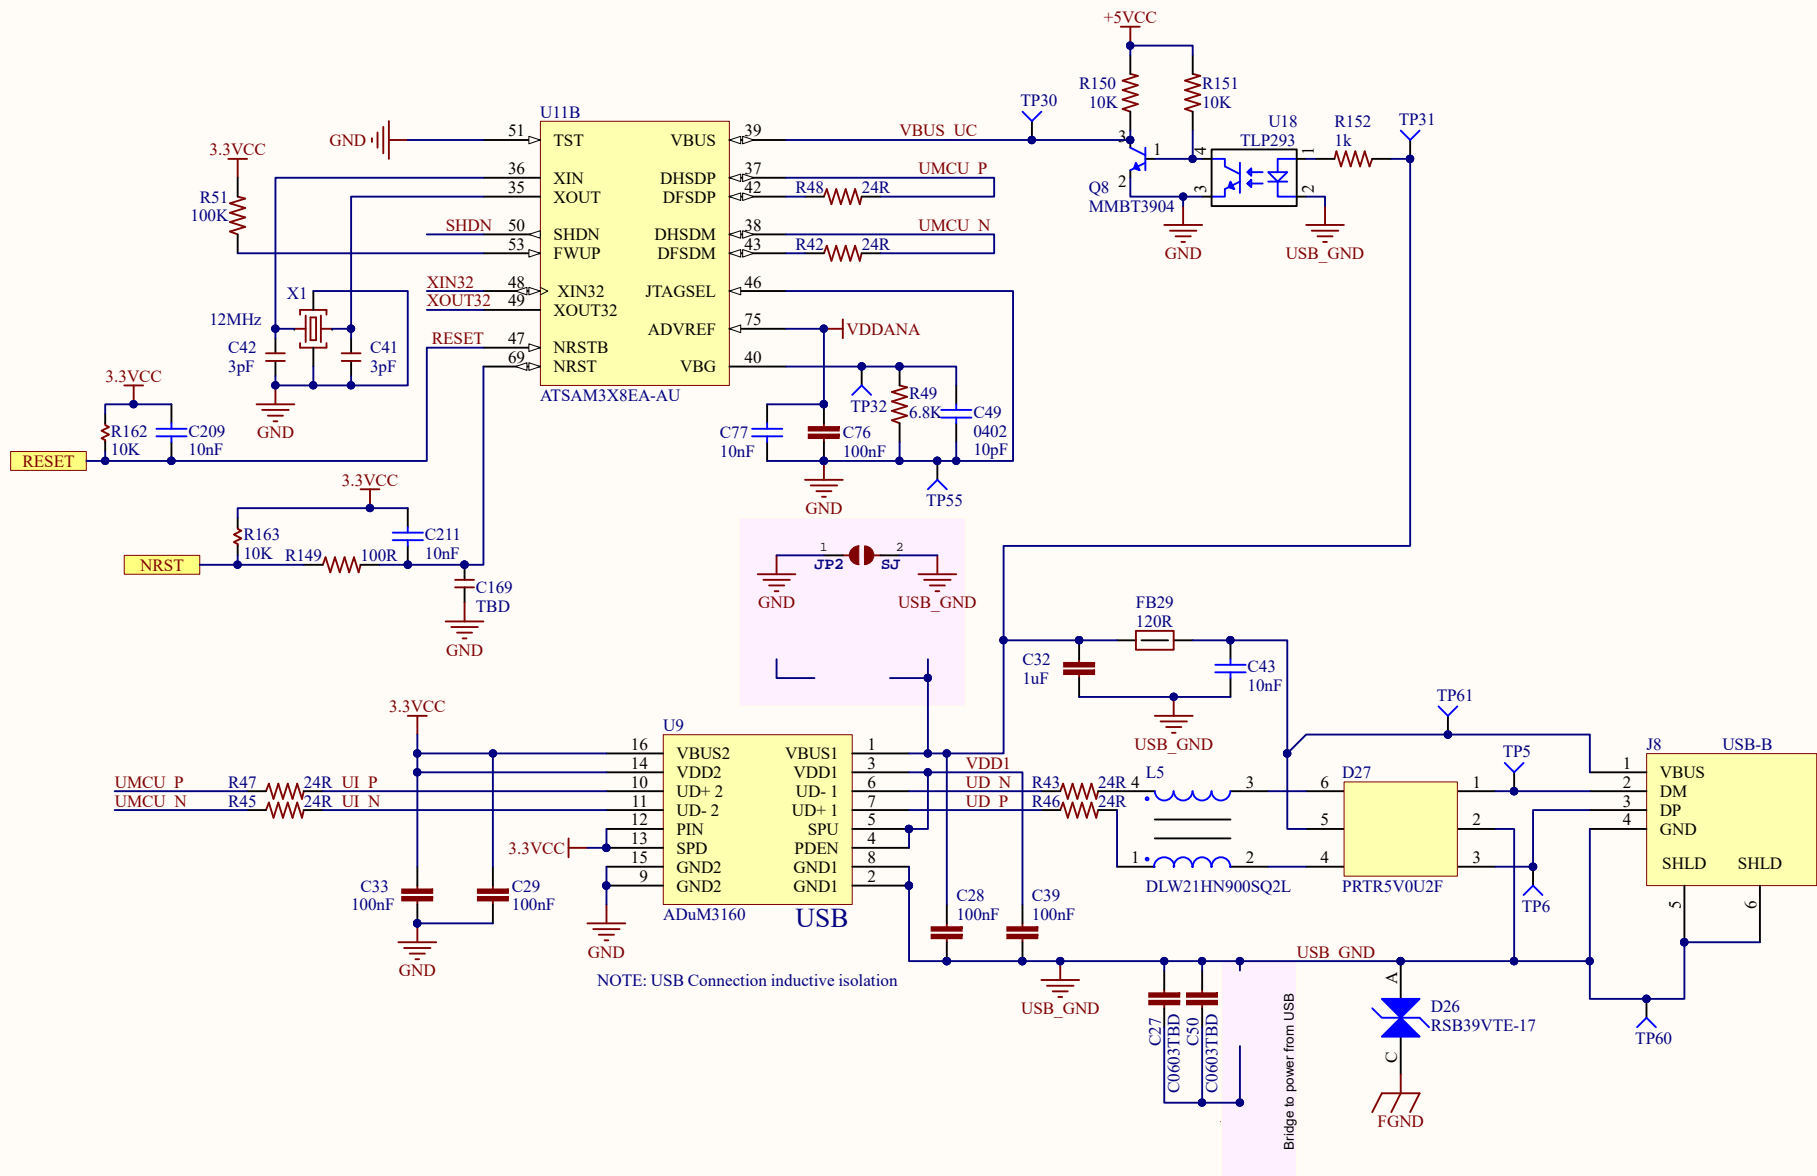 +5VCC
R150
10K
R151
10K
TP30
U18
TLP293
R152
1k
TP31
3
1
2
4
3
1
2
Q8
MMBT3904
GND
USB_GND
U11B
GND
51 TST
36 XIN
35 XOUT
SHDN 50 SHDN
53 FWUP
XIN32 48 XIN32
XOUT32 49 XOUT32
RESET 47 NRSTB
69 NRST
VBUS 39 VBUS_UC
DHSDP 37 UMCU_P
DFSDP 42 R48 24R
DHSDM 38 UMCU_N
DFSDM 43 R42 24R
JTAGSEL 46
ADVREF 75 VDDANA
VBG 40
ATSAM3X8EA-AU
3.3VCC
R51
100K
X1
12MHz
C42
3pF
C41
3pF
GND
3.3VCC
R162
10K
C209
10nF
RESET
3.3VCC
R163
10K
R149 100R
C211
10nF
NRST
C169
TBD
GND
C77
10nF
C76
100nF
TP32
R49
6.8K
C49
0402
10pF
GND
TP55
1 2
JP2 SJ
GND
USB_GND
FB29
120R
C32
1uF
C43
10nF
USB_GND
3.3VCC
U9
16 VBUS2 VBUS1 1
14 VDD2 VDD1 3 VDD1
UMCU_P R47 24R UI_P 10 UD+ 2 UD- 1 6 UD_N R43 24R
UMCU_N R45 24R UI_N 11 UD- 2 UD+ 1 7 UD_P R46 24R
12 PIN SPU 5
3.3VCC 13 SPD PDEN 4
15 GND2 GND1 8
9 GND2 GND1 2
ADuM3160
USB
C33
100nF
C29
100nF
GND
GND
NOTE: USB Connection inductive isolation
C28
100nF
C39
100nF
L5
4 3
1 2
DLW21HN900SQ2L
D27
6 1
5 2
4 3
PRTR5V0U2F
TP61
TP5
TP6
J8 USB-B
1 VBUS
2 DM
3 DP
4 GND
SHLD SHLD
5 6
TP60
USB_GND
USB_GND
C27
C0603TBD
C50
C0603TBD
Bridge to power from USB
A
D26
RSB39VTE-17
C
FGND